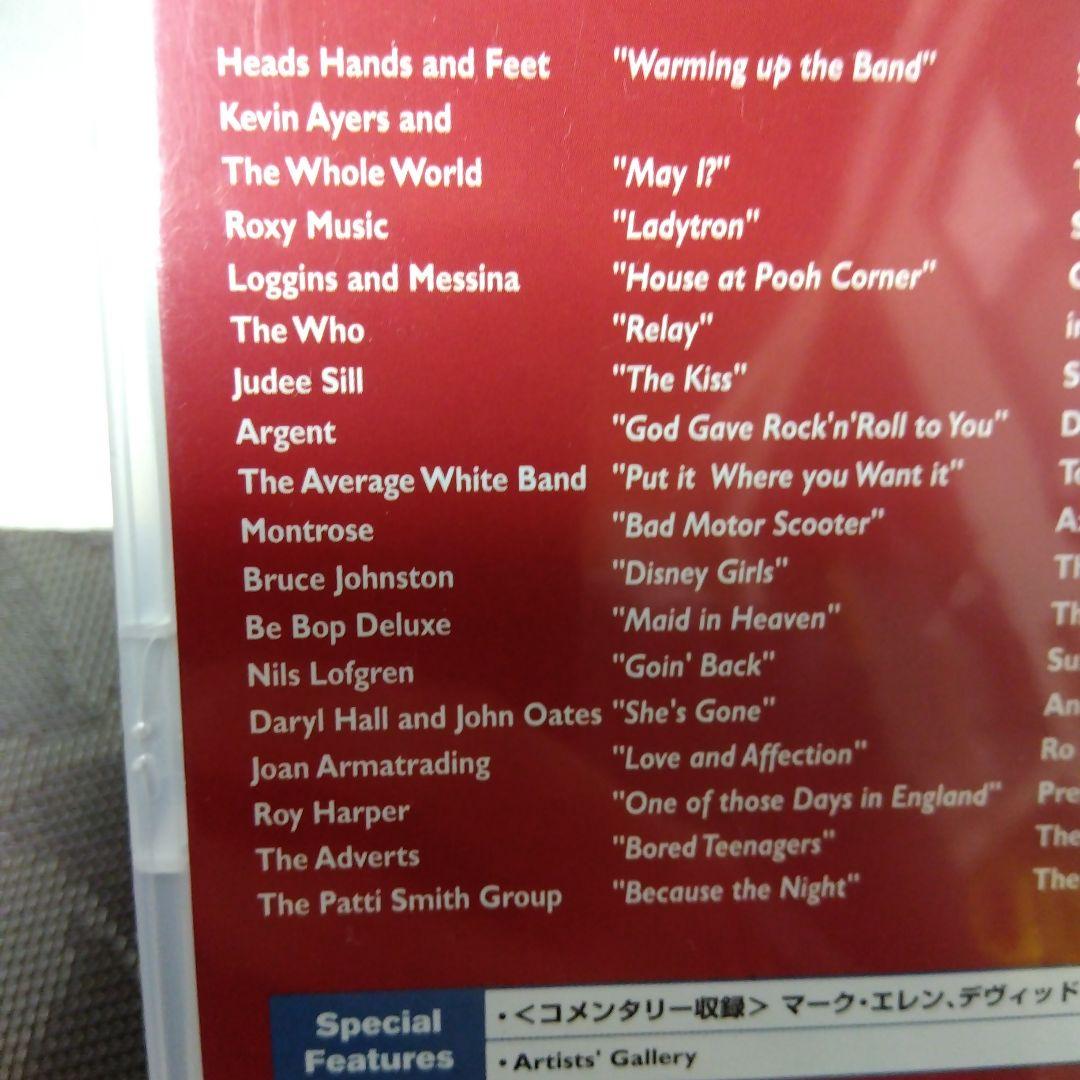 Heads Hands and Feet "Warming up the Band"
Kevin Ayers and
The Whole World "May I?"
Roxy Music "Ladytron"
Loggins and Messina "House at Pooh Corner"
The Who "Relay"
Judee Sill "The Kiss"
Argent "God Gave Rock'n'Roll to You"
The Average White Band "Put it Where you Want it"
Montrose "Bad Motor Scooter"
Bruce Johnston "Disney Girls"
Be Bop Deluxe "Maid in Heaven"
Nils Lofgren "Goin' Back"
Daryl Hall and John Oates "She's Gone"
Joan Armatrading "Love and Affection"
Roy Harper "One of those Days in England"
The Adverts "Bored Teenagers"
The Patti Smith Group "Because the Night"
Special
Features
・<コメンタリー収録> マーク・エレン、デヴィッド
・Artists' Gallery